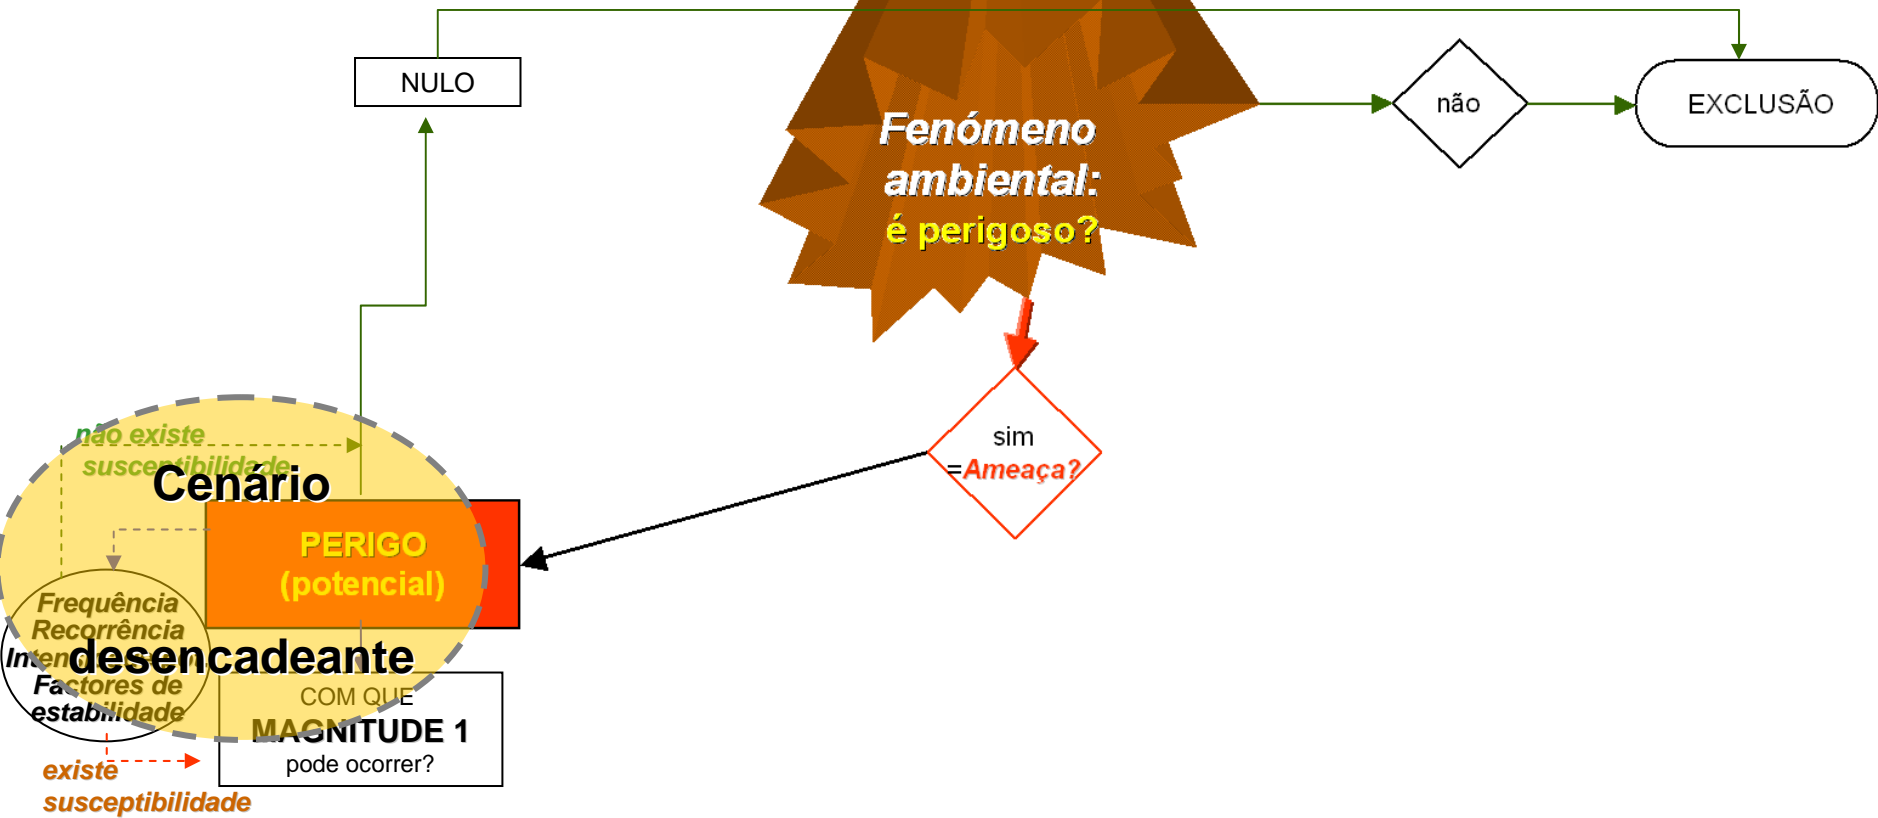 NULO
Fenómeno
ambiental:
é perigoso?
não
EXCLUSÃO
sim
=Ameaça?
não existe
susceptibilidade
Cenário
PERIGO
(potencial)
Frequência
Recorrência
desencadeante
Factores de
estabilidade
COM QUE
MAGNITUDE 1
pode ocorrer?
existe
susceptibilidade